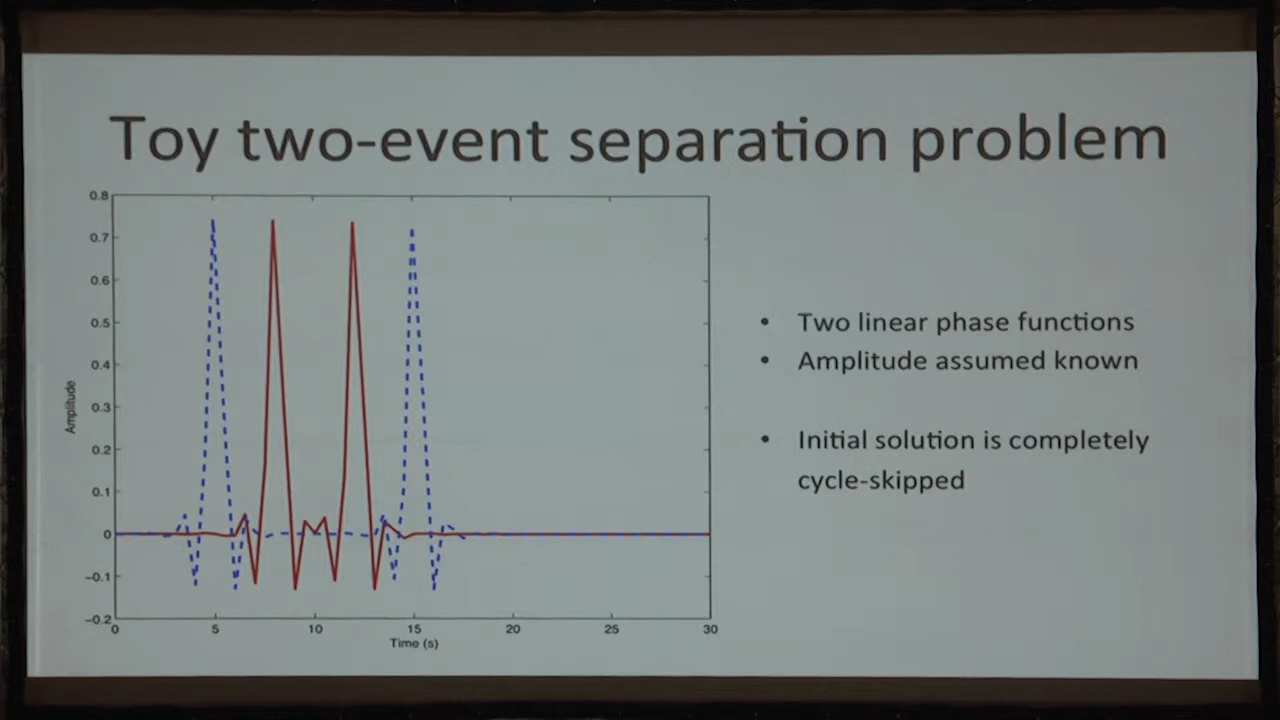 Toy two-event separation problem
0.8
0.7
0.6
0.5
0.4
0.3
0.2
0.1
0
−0.1
−0.2
Amplitude
0 5 10 15 20 25 30
Time (s)
• Two linear phase functions
• Amplitude assumed known
• Initial solution is completely
cycle-skipped